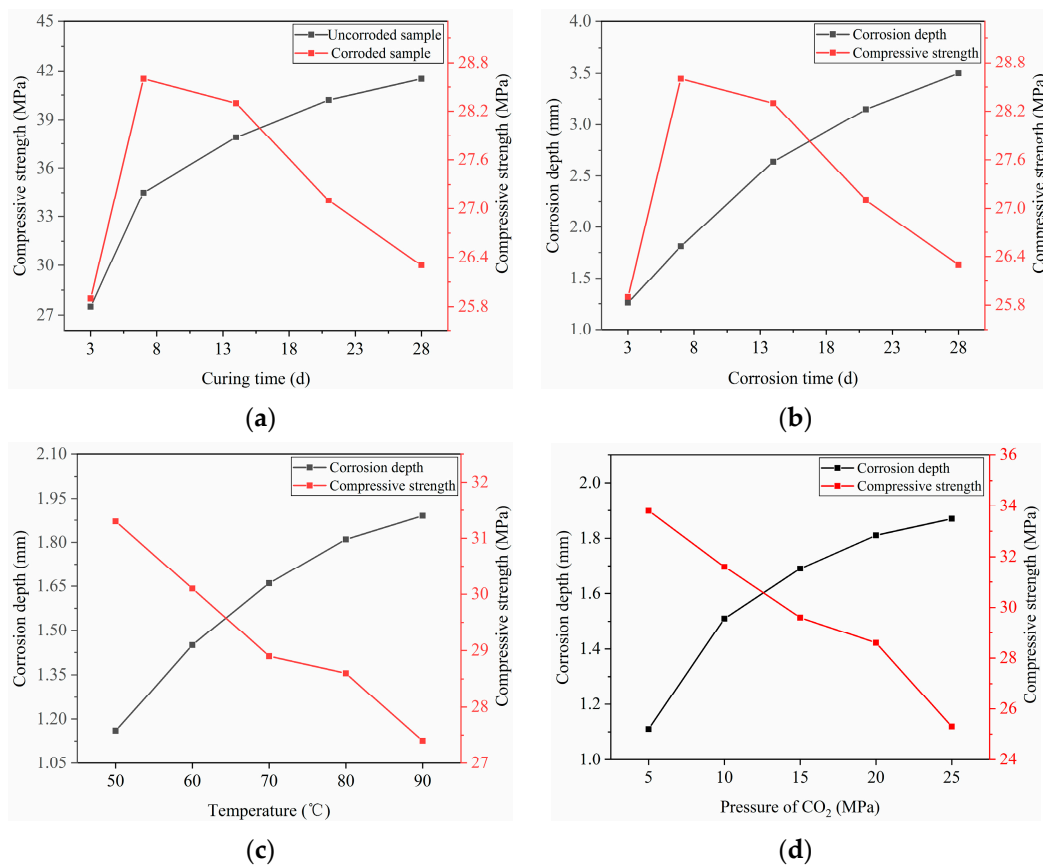 Uncorroded sample
Corroded sample
Compressive strength (MPa)
45
42
39
36
33
30
27
28.8
28.2
27.6
27.0
26.4
25.8
Compressive strength (MPa)
3 8 13 18 23 28
Curing time (d)
(a)
Corrosion depth
Compressive strength
Corrosion depth (mm)
4.0
3.5
3.0
2.5
2.0
1.5
1.0
28.8
28.2
27.6
27.0
26.4
25.8
Compressive strength (MPa)
3 8 13 18 23 28
Corrosion time (d)
(b)
Corrosion depth
Compressive strength
Corrosion depth (mm)
2.10
1.95
1.80
1.65
1.50
1.35
1.20
1.05
32
31
30
29
28
27
Compressive strength (MPa)
50 60 70 80 90
Temperature (℃)
(c)
Corrosion depth
Compressive strength
Corrosion depth (mm)
2.0
1.8
1.6
1.4
1.2
1.0
36
34
32
30
28
26
24
Compressive strength (MPa)
5 10 15 20 25
Pressure of CO₂ (MPa)
(d)